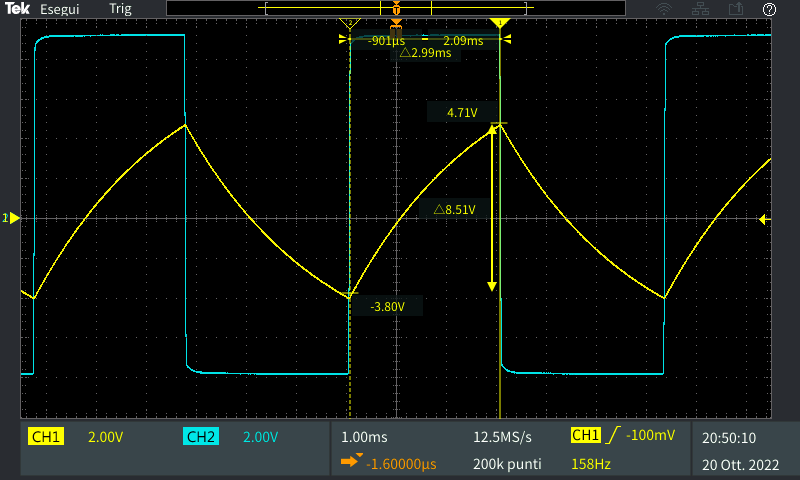 Tek Esegui Trig
-901µs = 2.09ms
△2.99ms
4.71V
△8.51V
-3.80V
CH1 2.00V CH2 2.00V 1.00ms 12.5MS/s CH1 -100mV 20:50:10
-1.60000µs 200k punti 158Hz 20 Ott. 2022